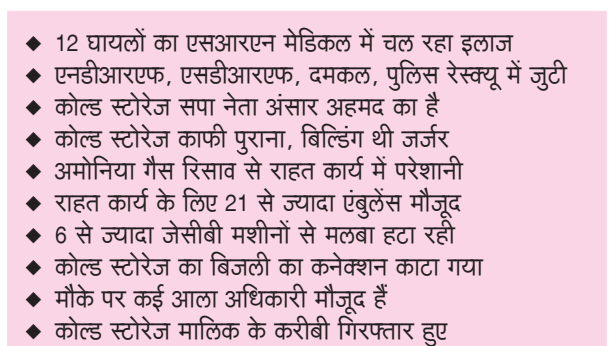 ◆ 12 घायलों का एसआरएन मेडिकल में चल रहा इलाज
◆ एनडीआरएफ, एसडीआरएफ, दमकल, पुलिस रेस्क्यू में जुटी
◆ कोल्ड स्टोरेज सपा नेता अंसार अहमद का है
◆ कोल्ड स्टोरेज काफी पुराना, बिल्डिंग थी जर्जर
◆ अमोनिया गैस रिसाव से राहत कार्य में परेशानी
◆ राहत कार्य के लिए 21 से ज्यादा एंबुलेंस मौजूद
◆ 6 से ज्यादा जेसीबी मशीनों से मलबा हटा रही
◆ कोल्ड स्टोरेज का बिजली का कनेक्शन काटा गया
◆ मौके पर कई आला अधिकारी मौजूद हैं
◆ कोल्ड स्टोरेज मालिक के करीबी गिरफ्तार हुए